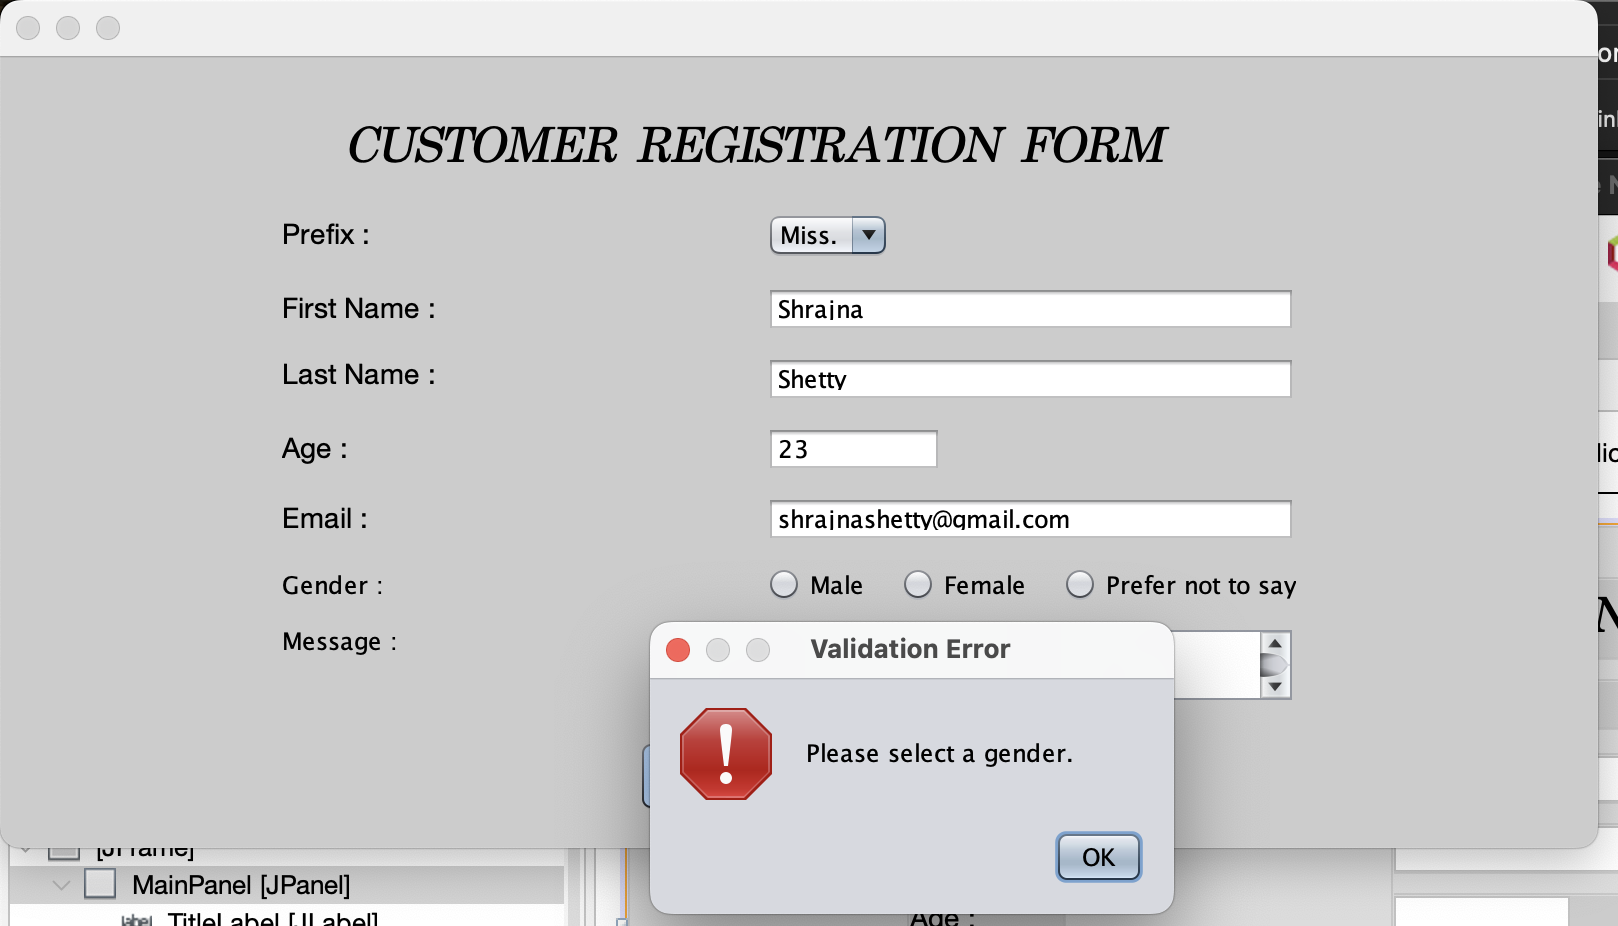 CUSTOMER REGISTRATION FORM
Prefix : Miss.
First Name : Shrajna
Last Name : Shetty
Age : 23
Email : shrajnashetty@gmail.com
Gender : Male Female Prefer not to say
Message :
Validation Error
Please select a gender.
OK
[JFrame]
MainPanel [JPanel]
label TitleLabel [JLabel]
Age :